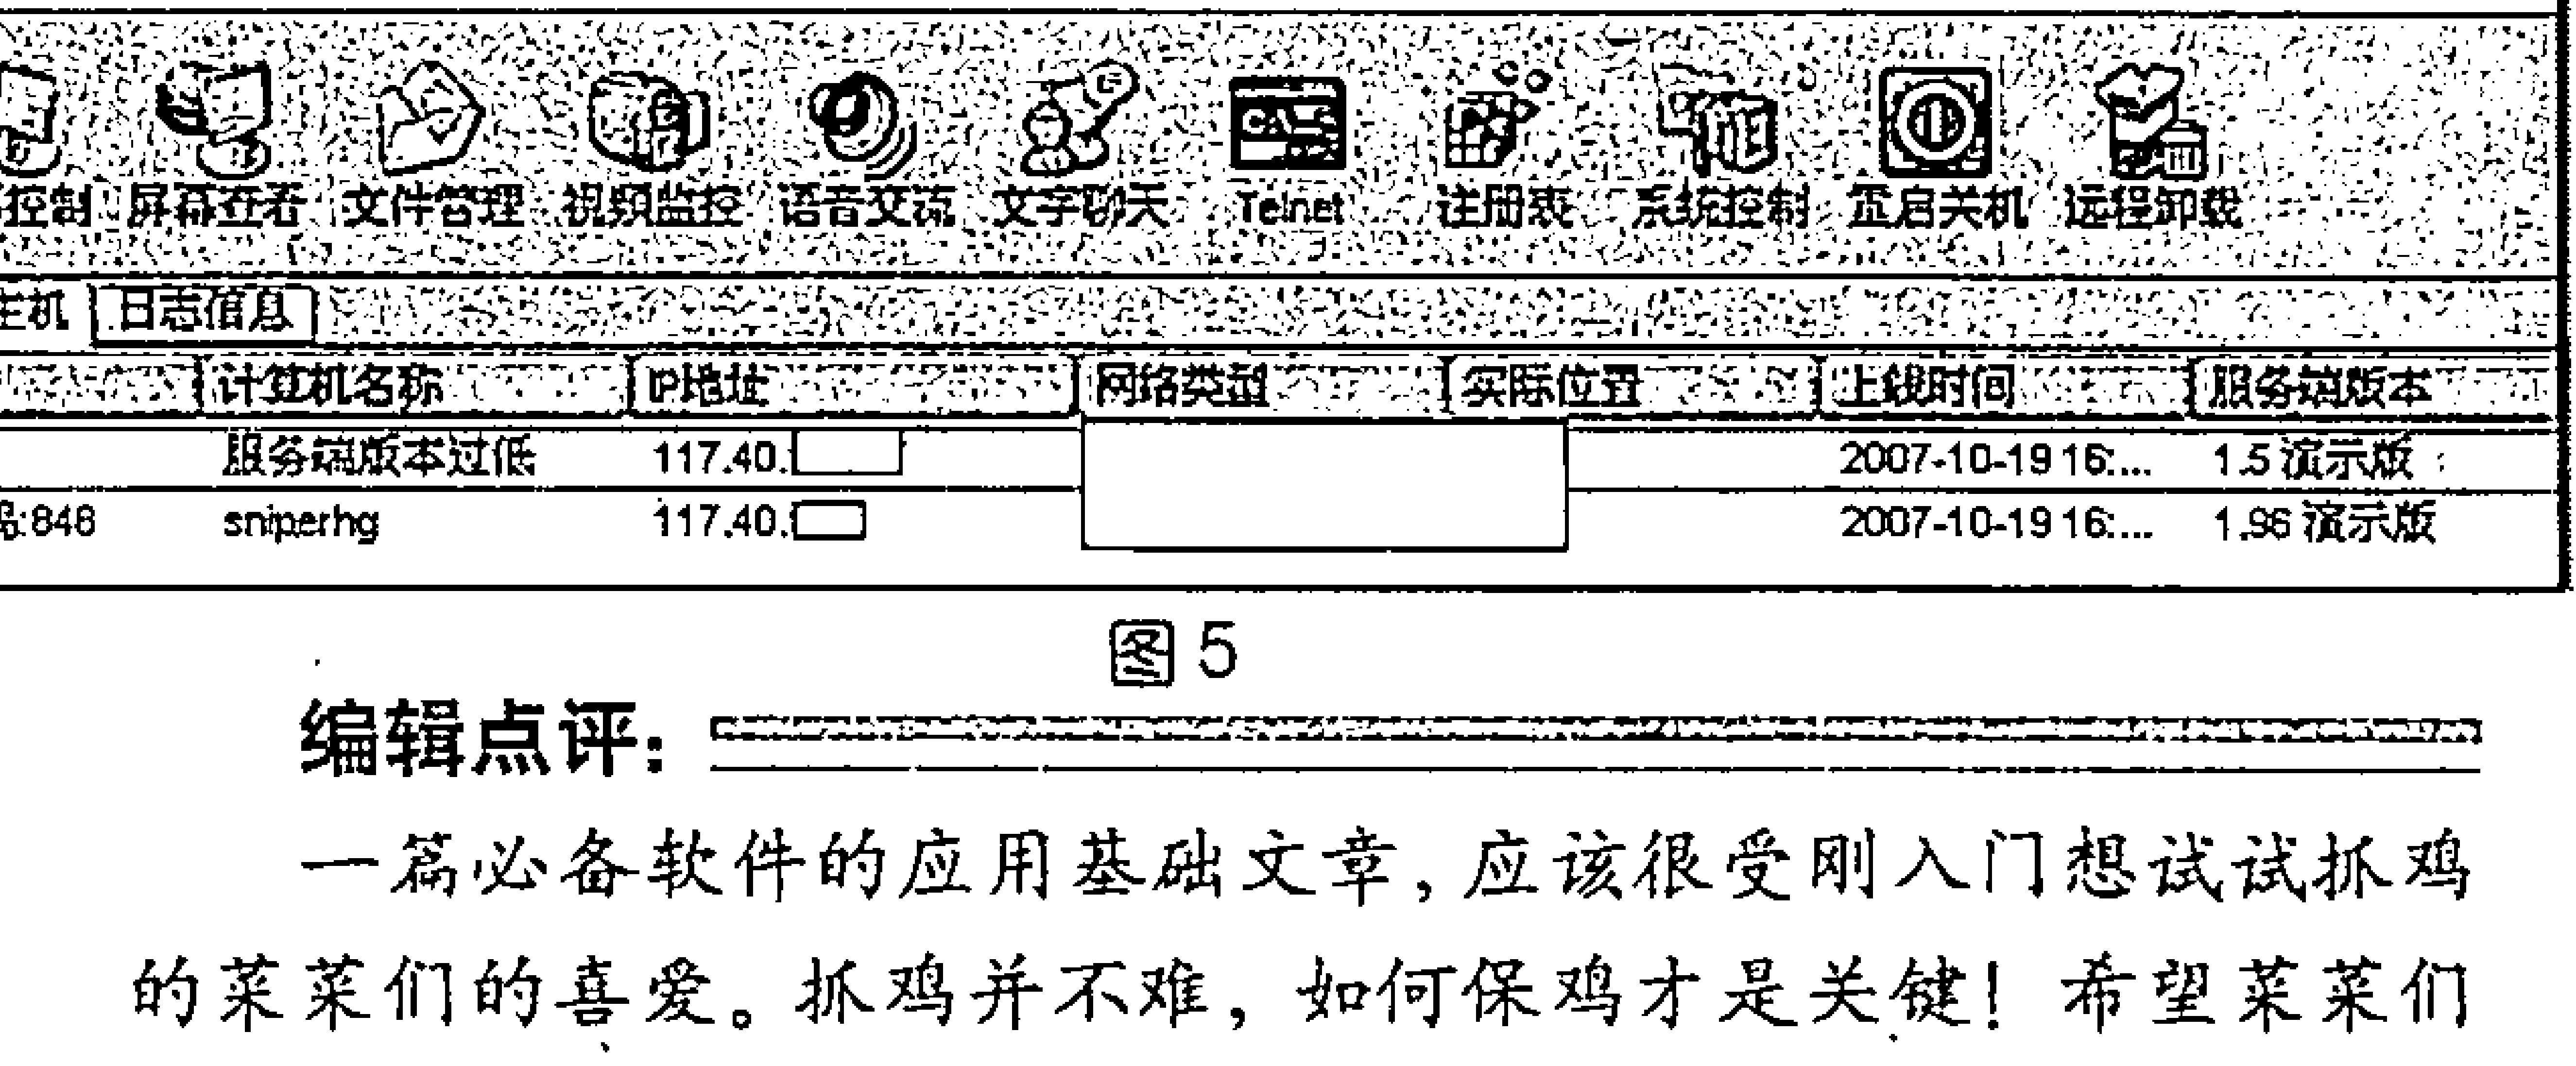 控制 屏幕查看 文件管理 视频监控 语音交流 文字聊天 Telnet 注册表 系统控制 重启关机 远程卸载
主机 日志信息
计算机名称 IP地址 网络类型 实际位置 上线时间 服务端版本
服务端版本过低 117.40. 2007-10-19 16:... 1.5 演示版
:848 sniperhg 117.40. 2007-10-19 16:... 1.96 演示版
图 5
编辑点评:
一篇必备软件的应用基础文章,应该很受刚入门想试试抓鸡
的菜菜们的喜爱。抓鸡并不难,如何保鸡才是关键!希望菜菜们